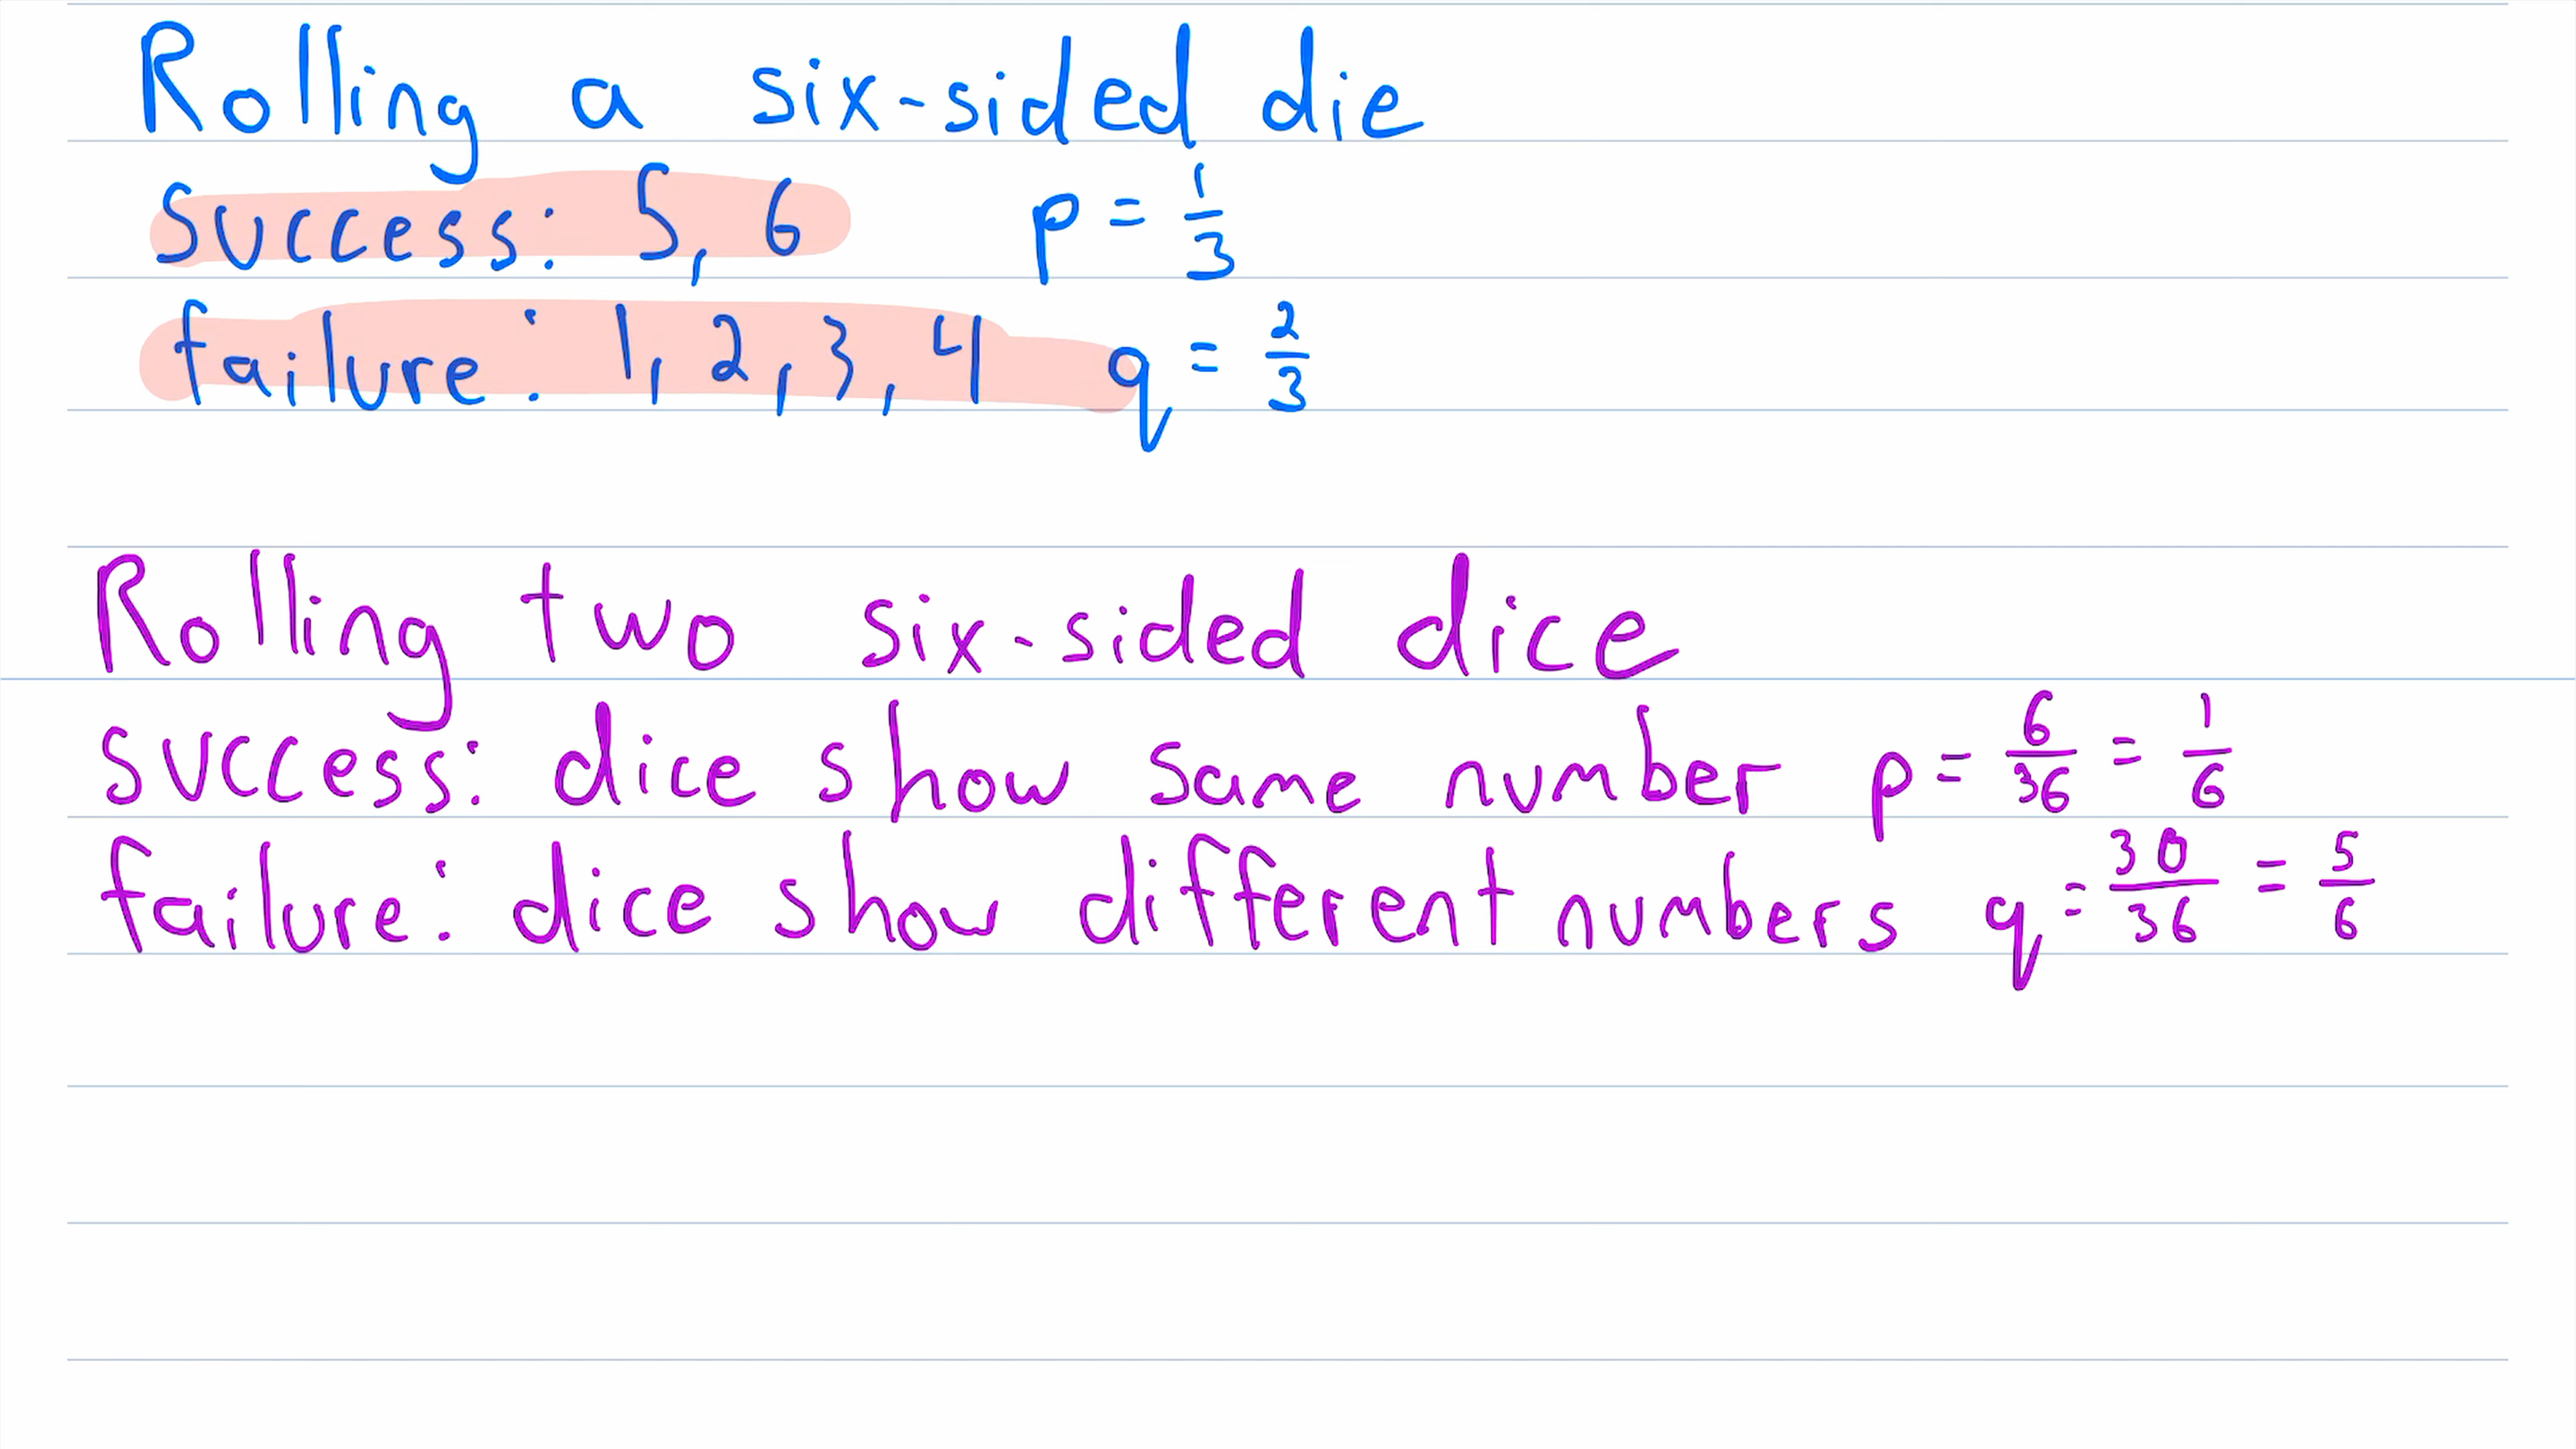 Rolling a six-sided die
success: 5, 6 p = 1/3
failure: 1, 2, 3, 4 q = 2/3
Rolling two six-sided dice
success: dice show same number p = 6/36 = 1/6
failure: dice show different numbers q = 30/36 = 5/6